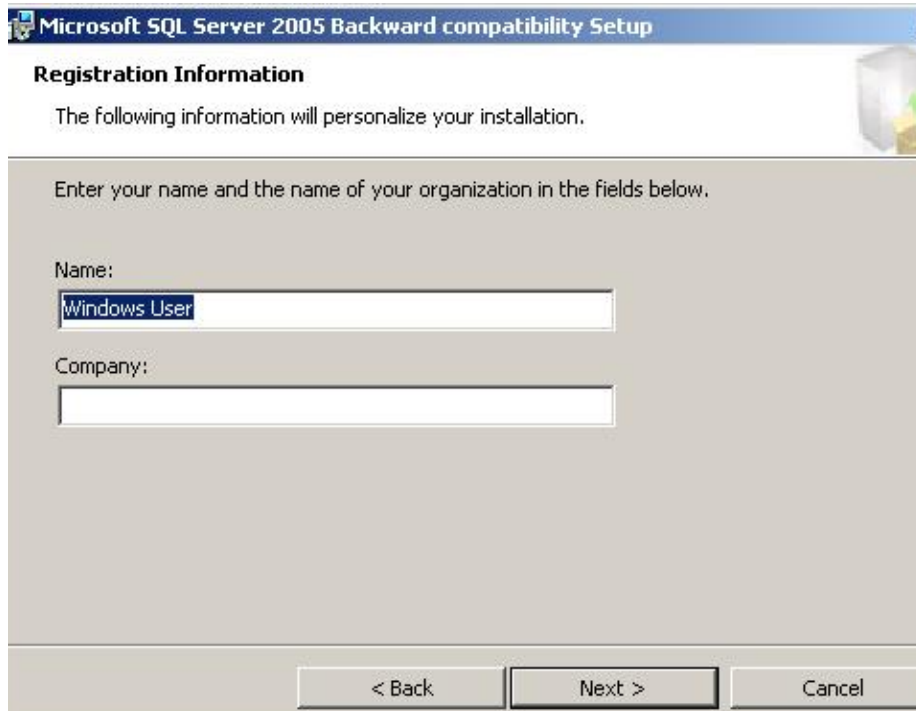 Microsoft SQL Server 2005 Backward compatibility Setup
Registration Information
The following information will personalize your installation.
Enter your name and the name of your organization in the fields below.
Name:
Windows User
Company:
< Back
Next >
Cancel